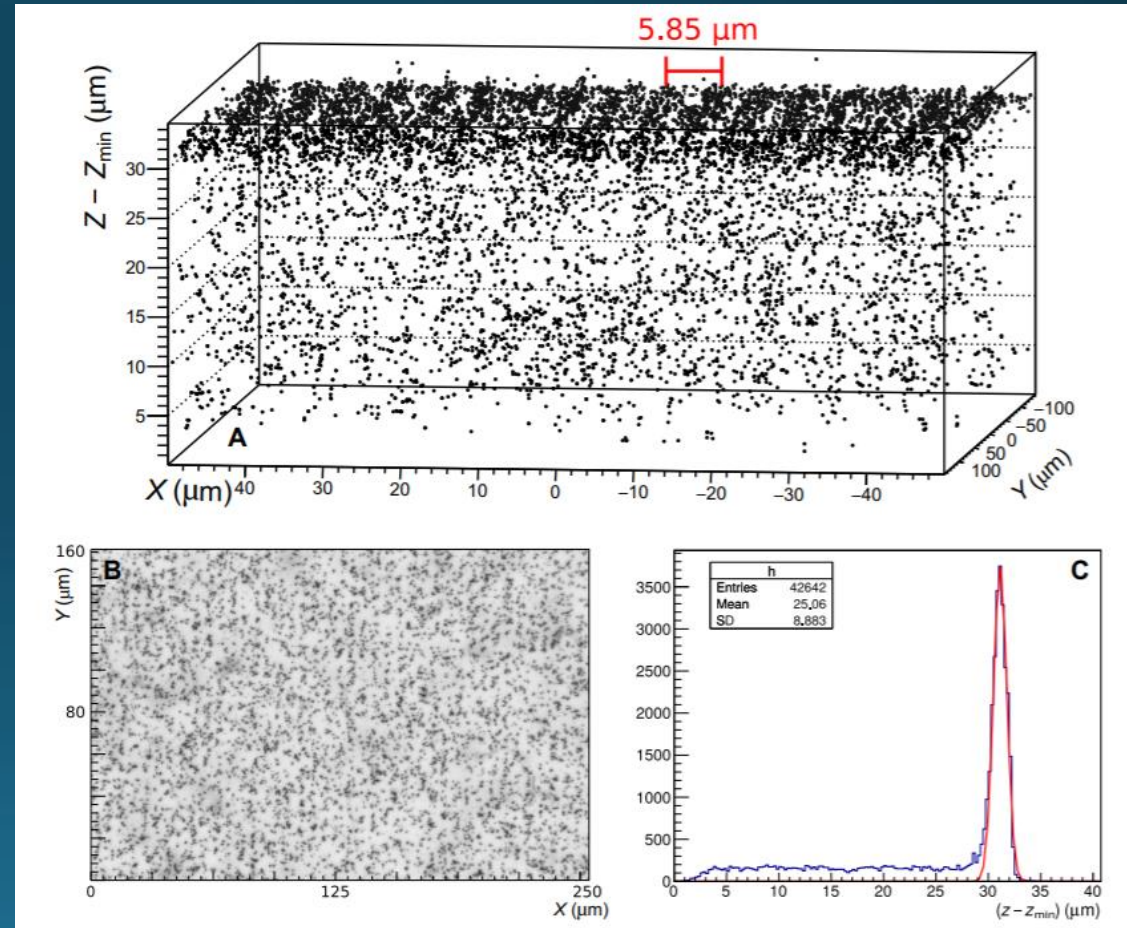 5.85 µm
Z − Z_min (µm)
30
25
20
15
10
5
A
X (µm) 40 30 20 10 0 −10 −20 −30 −40
−100
−50
0
50
100
Y (µm)
160
B
Y (µm)
80
0 125 250
X (µm)
C
h
Entries 42642
Mean 25.06
SD 8.883
3500
3000
2500
2000
1500
1000
500
0
0 5 10 15 20 25 30 35 40
(z − z_min) (µm)